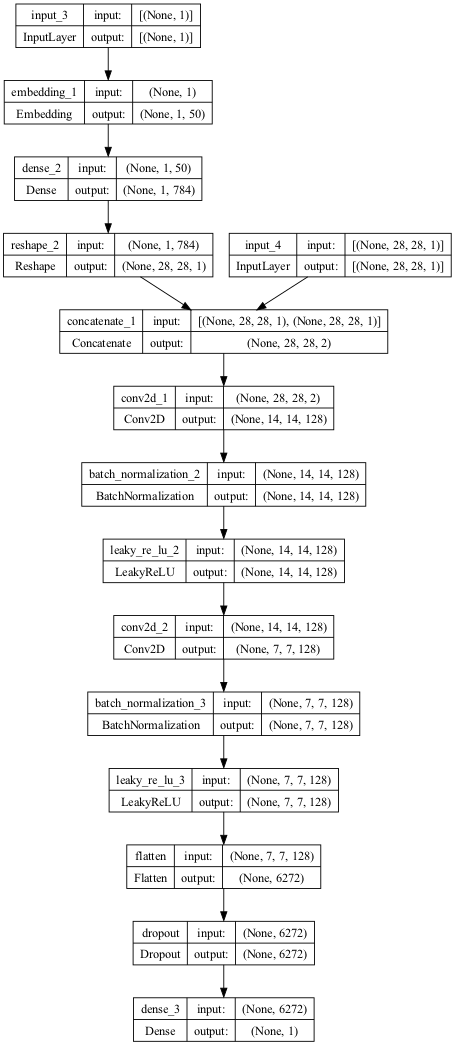 input_3 input: [(None, 1)]
InputLayer output: [(None, 1)]
embedding_1 input: (None, 1)
Embedding output: (None, 1, 50)
dense_2 input: (None, 1, 50)
Dense output: (None, 1, 784)
reshape_2 input: (None, 1, 784)
Reshape output: (None, 28, 28, 1)
input_4 input: [(None, 28, 28, 1)]
InputLayer output: [(None, 28, 28, 1)]
concatenate_1 input: [(None, 28, 28, 1), (None, 28, 28, 1)]
Concatenate output: (None, 28, 28, 2)
conv2d_1 input: (None, 28, 28, 2)
Conv2D output: (None, 14, 14, 128)
batch_normalization_2 input: (None, 14, 14, 128)
BatchNormalization output: (None, 14, 14, 128)
leaky_re_lu_2 input: (None, 14, 14, 128)
LeakyReLU output: (None, 14, 14, 128)
conv2d_2 input: (None, 14, 14, 128)
Conv2D output: (None, 7, 7, 128)
batch_normalization_3 input: (None, 7, 7, 128)
BatchNormalization output: (None, 7, 7, 128)
leaky_re_lu_3 input: (None, 7, 7, 128)
LeakyReLU output: (None, 7, 7, 128)
flatten input: (None, 7, 7, 128)
Flatten output: (None, 6272)
dropout input: (None, 6272)
Dropout output: (None, 6272)
dense_3 input: (None, 6272)
Dense output: (None, 1)